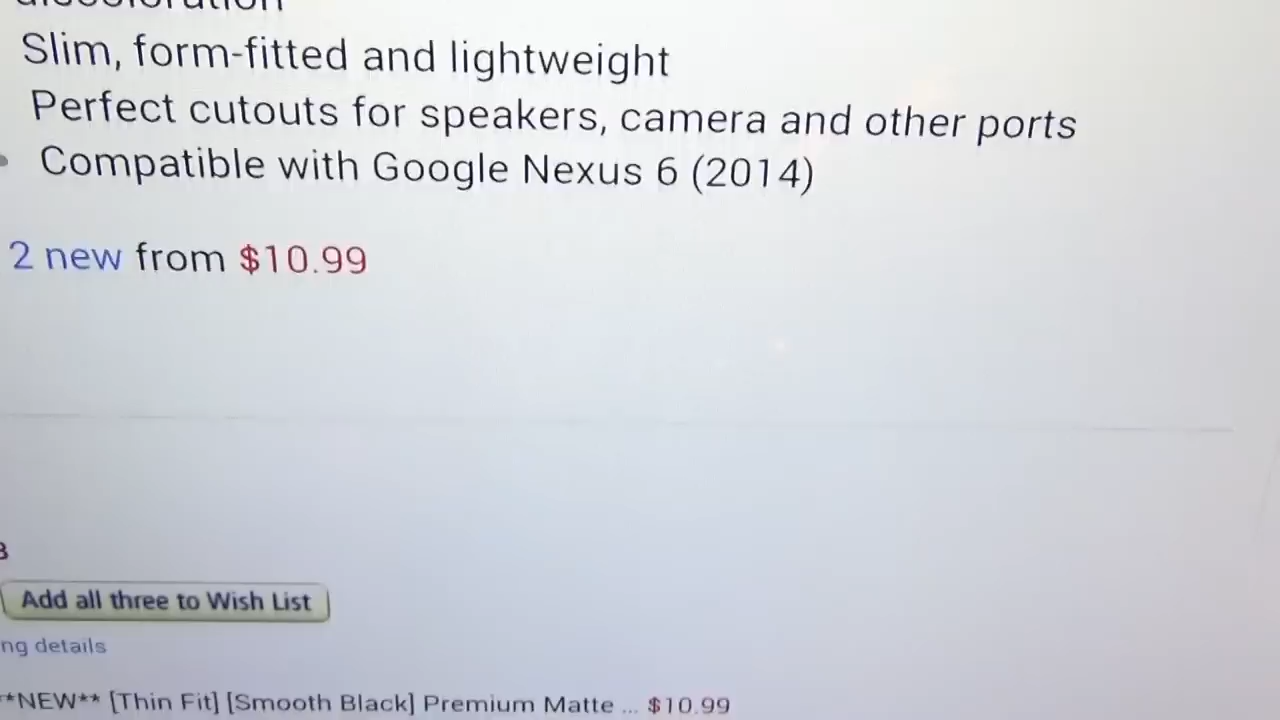 discoloration
Slim, form-fitted and lightweight
Perfect cutouts for speakers, camera and other ports
Compatible with Google Nexus 6 (2014)
2 new from $10.99
Add all three to Wish List
ng details
**NEW** [Thin Fit] [Smooth Black] Premium Matte ... $10.99